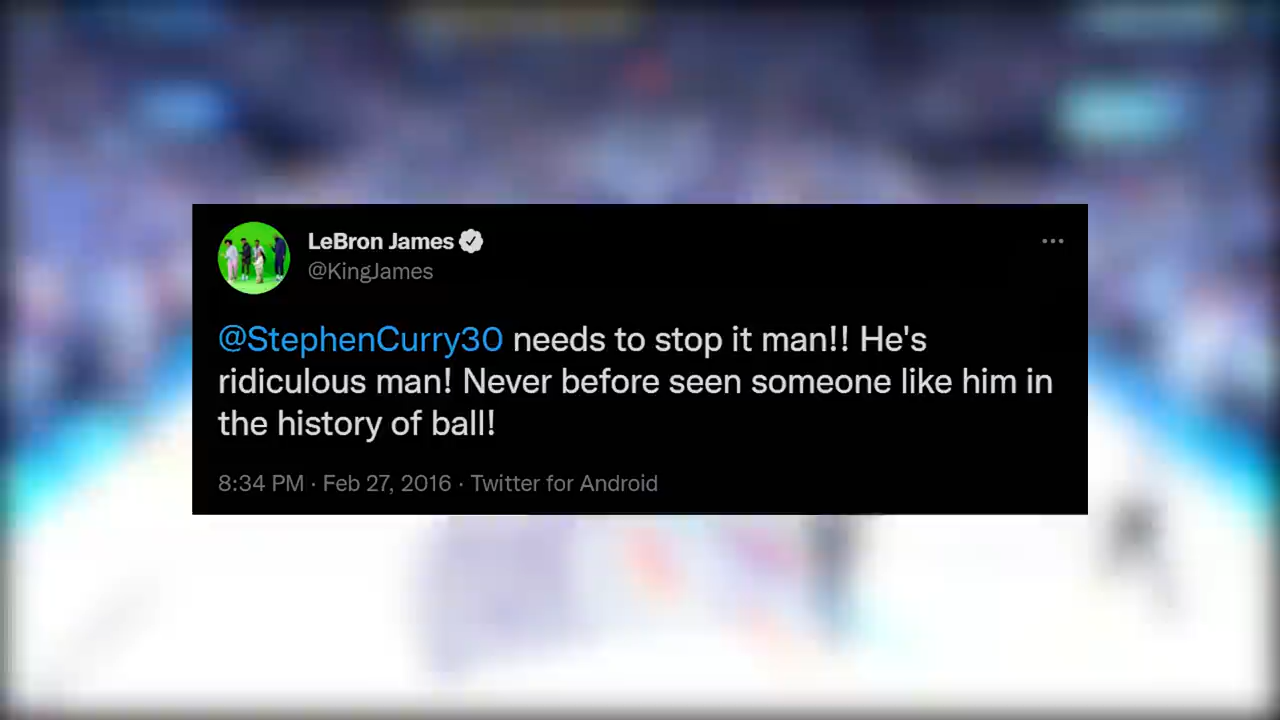 LeBron James
@KingJames
@StephenCurry30 needs to stop it man!! He's
ridiculous man! Never before seen someone like him in
the history of ball!
8:34 PM · Feb 27, 2016 · Twitter for Android